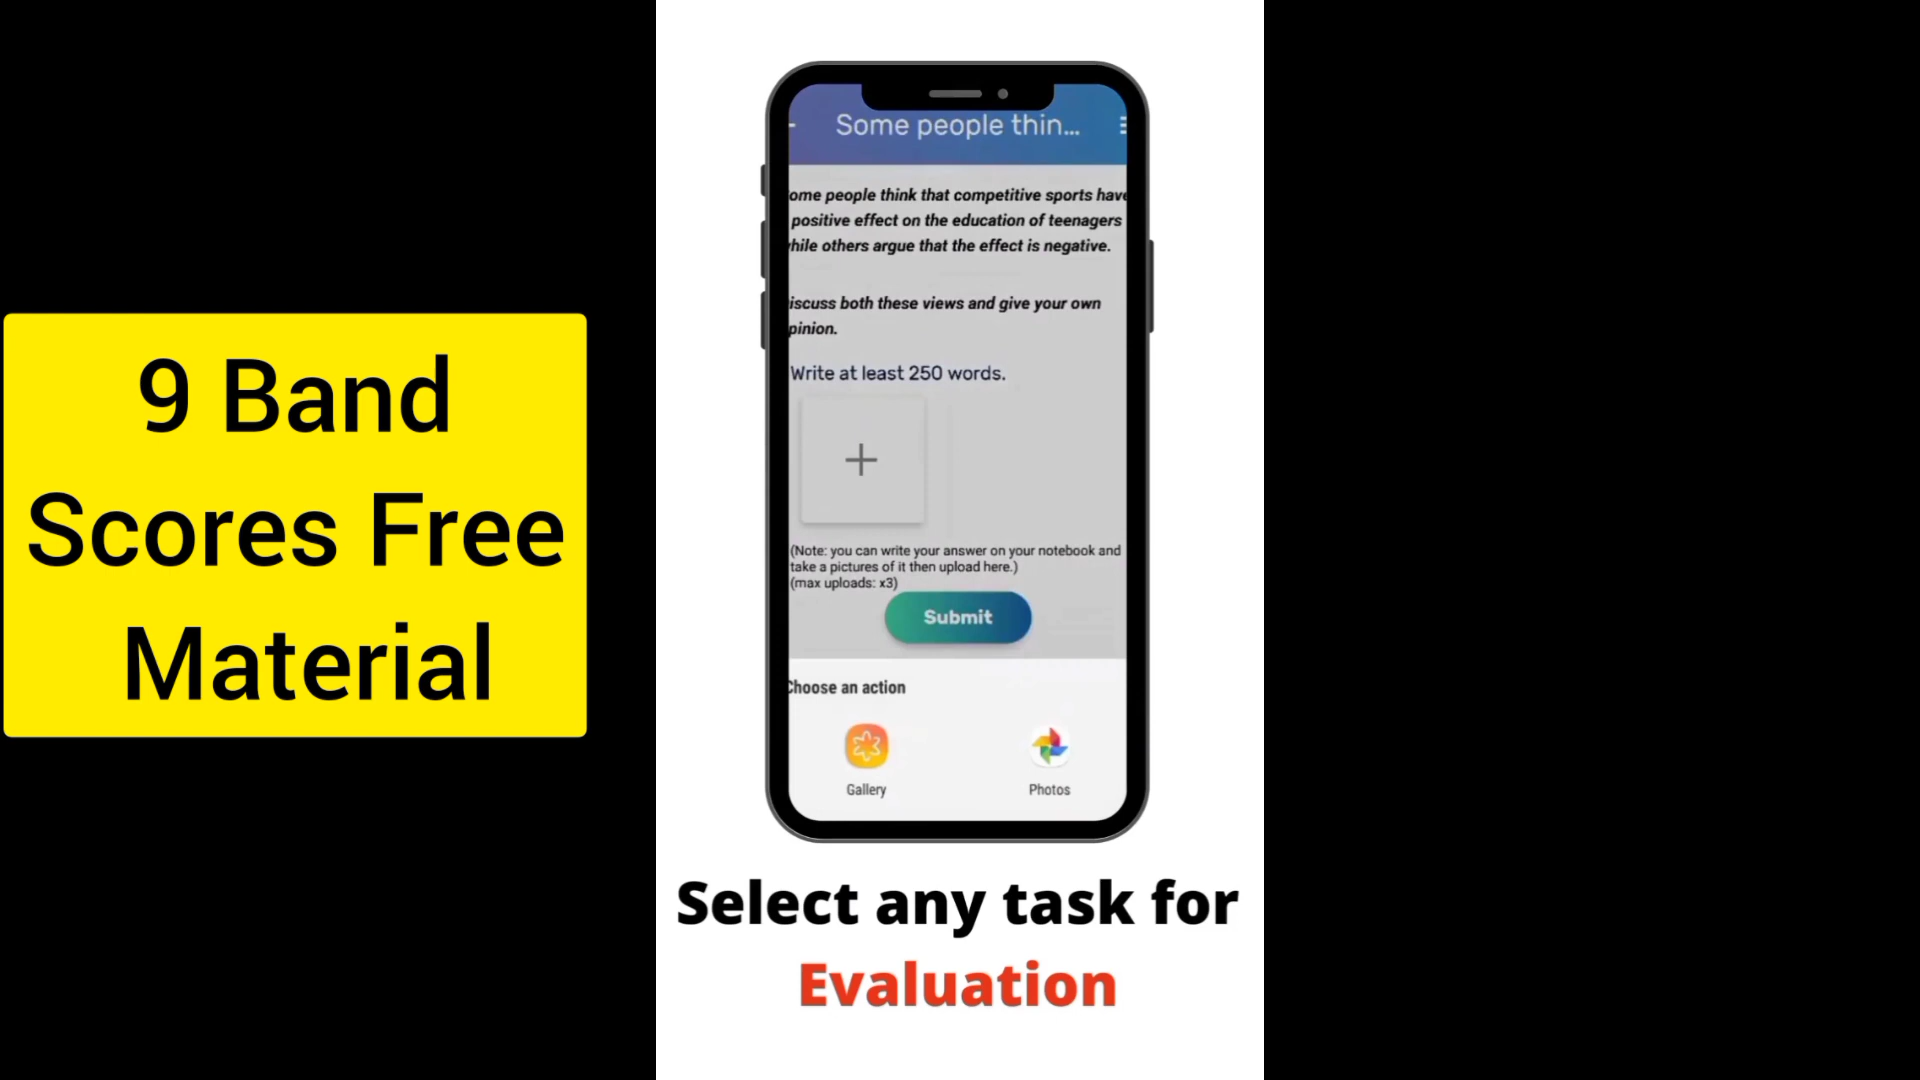 9 Band
Scores Free
Material
Some people thin...
ome people think that competitive sports have
positive effect on the education of teenagers
hile others argue that the effect is negative.
iscuss both these views and give your own
pinion.
Write at least 250 words.
(Note: you can write your answer on your notebook and
take a pictures of it then upload here.)
(max uploads: x3)
Submit
Choose an action
Gallery
Photos
Select any task for
Evaluation